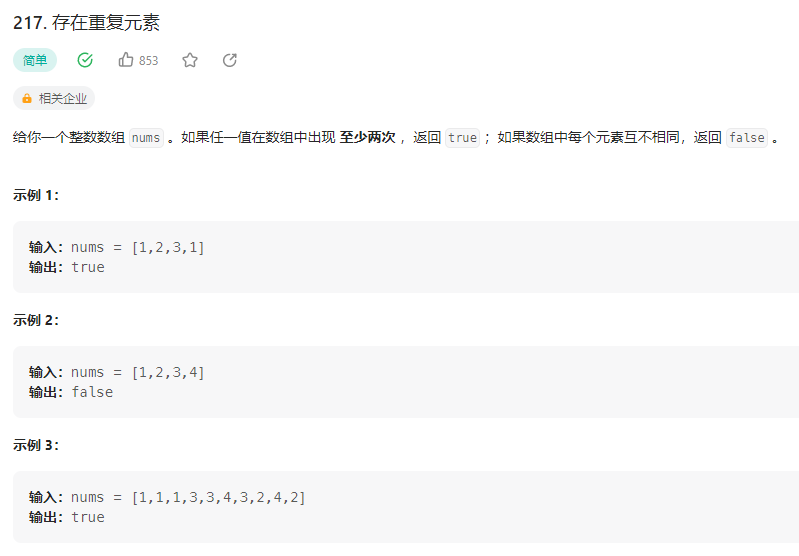 217. 存在重复元素
简单
853
相关企业
给你一个整数数组 nums 。如果任一值在数组中出现 至少两次 ，返回 true ；如果数组中每个元素互不相同，返回 false 。
示例 1：
输入：nums = [1,2,3,1]
输出：true
示例 2：
输入：nums = [1,2,3,4]
输出：false
示例 3：
输入：nums = [1,1,1,3,3,4,3,2,4,2]
输出：true